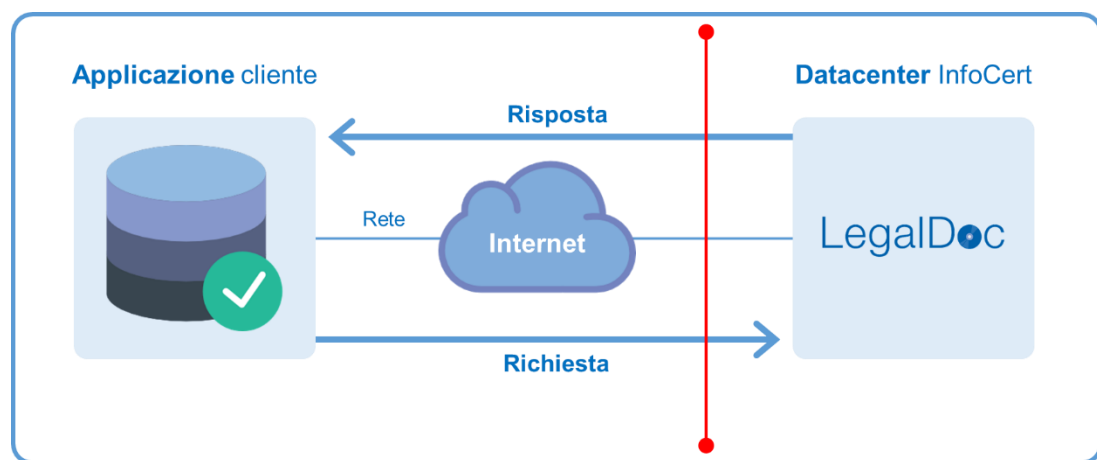 Applicazione cliente
Datacenter InfoCert
Risposta
Rete
Internet
LegalDoc
Richiesta